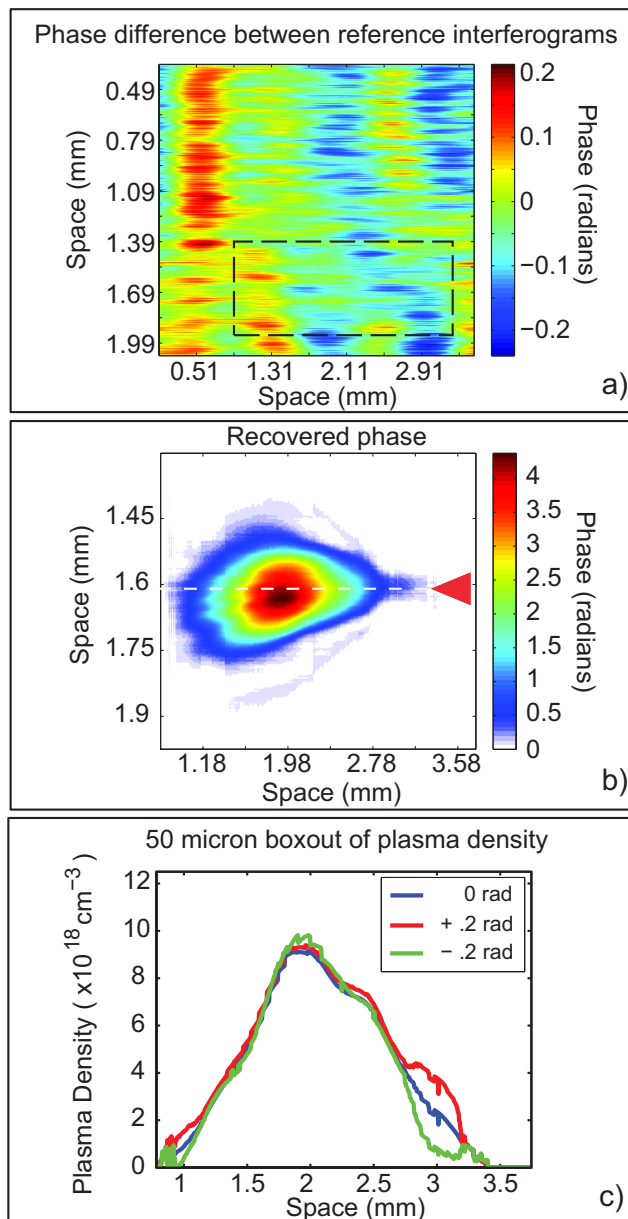 Phase difference between reference interferograms
0.49
0.79
1.09
1.39
1.69
1.99
Space (mm)
0.51 1.31 2.11 2.91
Space (mm)
0.2
0.1
0
−0.1
−0.2
Phase (radians)
a)
Recovered phase
1.45
1.6
1.75
1.9
Space (mm)
1.18 1.98 2.78 3.58
Space (mm)
4
3.5
3
2.5
2
1.5
1
0.5
0
Phase (radians)
b)
50 micron boxout of plasma density
12
10
8
6
4
2
0
Plasma Density ( x10¹⁸cm⁻³)
0 rad
+ .2 rad
− .2 rad
1 1.5 2 2.5 3 3.5
Space (mm)
c)